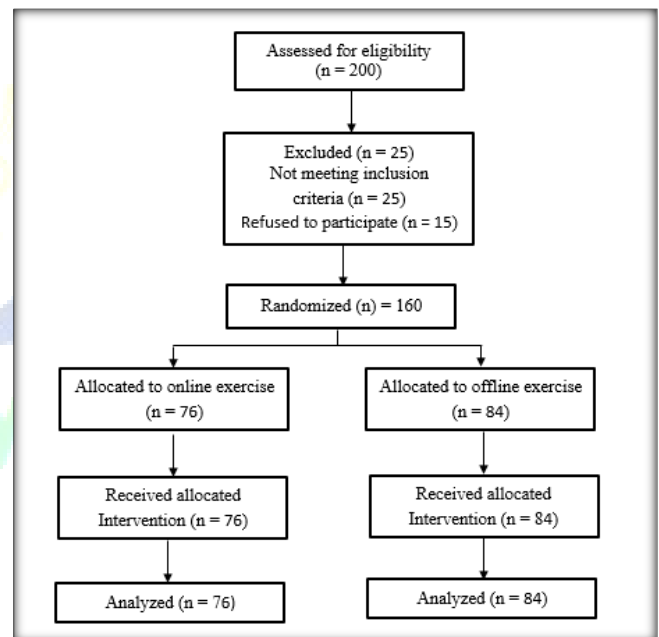 Assessed for eligibility
(n = 200)
Excluded (n = 25)
Not meeting inclusion
criteria (n = 25)
Refused to participate (n = 15)
Randomized (n) = 160
Allocated to online exercise
(n = 76)
Allocated to offline exercise
(n = 84)
Received allocated
Intervention (n = 76)
Received allocated
Intervention (n = 84)
Analyzed (n = 76)
Analyzed (n = 84)